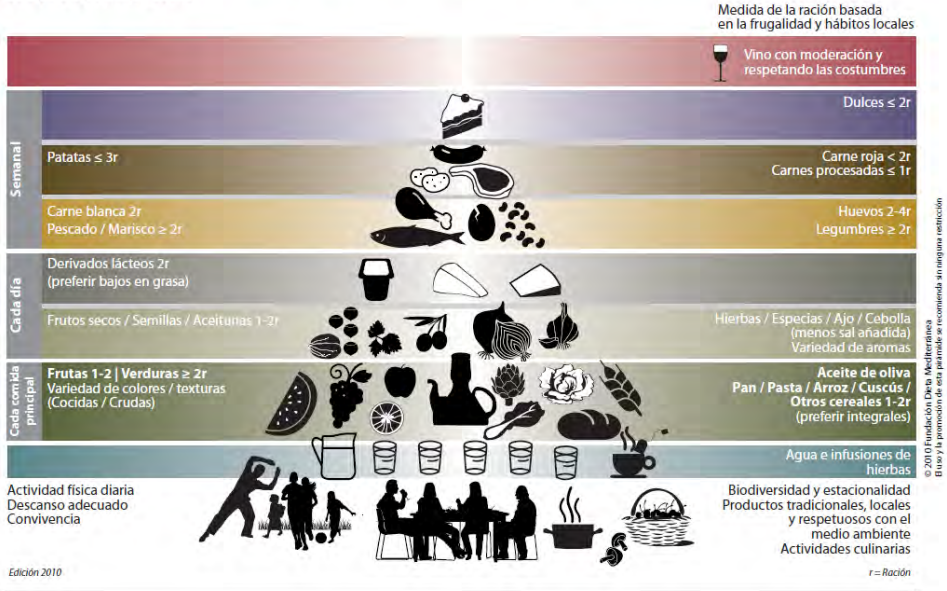 Medida de la ración basada
en la frugalidad y hábitos locales
Vino con moderación y
respetando las costumbres
Semanal
Dulces ≤ 2r
Patatas ≤ 3r
Carne roja < 2r
Carnes procesadas ≤ 1r
Carne blanca 2r
Pescado / Marisco ≥ 2r
Huevos 2-4r
Legumbres ≥ 2r
Cada día
Derivados lácteos 2r
(preferir bajos en grasa)
Frutos secos / Semillas / Aceitunas 1-2r
Hierbas / Especias / Ajo / Cebolla
(menos sal añadida)
Variedad de aromas
Cada comida
principal
Frutas 1-2 | Verduras ≥ 2r
Variedad de colores / texturas
(Cocidas / Crudas)
Aceite de oliva
Pan / Pasta / Arroz / Cuscús /
Otros cereales 1-2r
(preferir integrales)
Agua e infusiones de
hierbas
Actividad física diaria
Descanso adecuado
Convivencia
Biodiversidad y estacionalidad
Productos tradicionales, locales
y respetuosos con el
medio ambiente
Actividades culinarias
Edición 2010
r = Ración
© 2010 Fundación Dieta Mediterránea
El uso y la promoción de esta pirámide se recomienda sin ninguna restricción